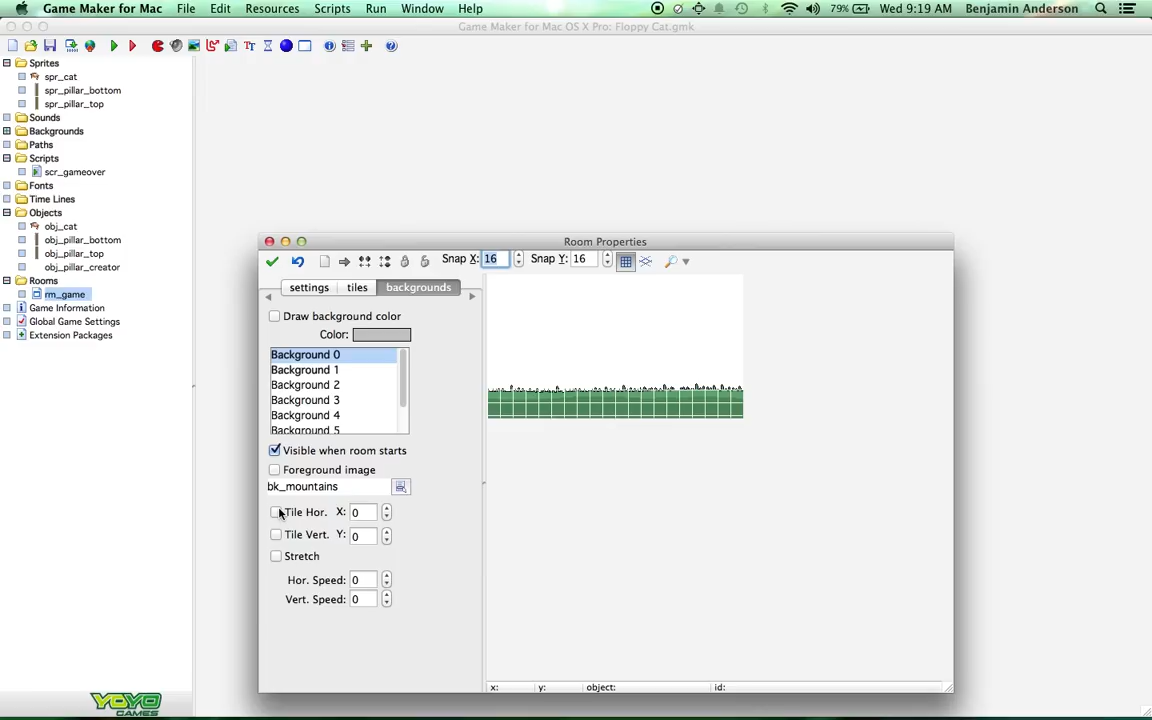 Game Maker for Mac File Edit Resources Scripts Run Window Help 79% Wed 9:19 AM Benjamin Anderson
Game Maker for Mac OS X Pro: Floppy Cat.gmk
Sprites
spr_cat
spr_pillar_bottom
spr_pillar_top
Sounds
Backgrounds
Paths
Scripts
scr_gameover
Fonts
Time Lines
Objects
obj_cat
obj_pillar_bottom
obj_pillar_top
obj_pillar_creator
Rooms
rm_game
Game Information
Global Game Settings
Extension Packages
YOYO
GAMES
Room Properties
Snap X: 16 Snap Y: 16
settings tiles backgrounds
Draw background color
Color:
Background 0
Background 1
Background 2
Background 3
Background 4
Background 5
Visible when room starts
Foreground image
bk_mountains
Tile Hor. X: 0
Tile Vert. Y: 0
Stretch
Hor. Speed: 0
Vert. Speed: 0
x: y: object: id: